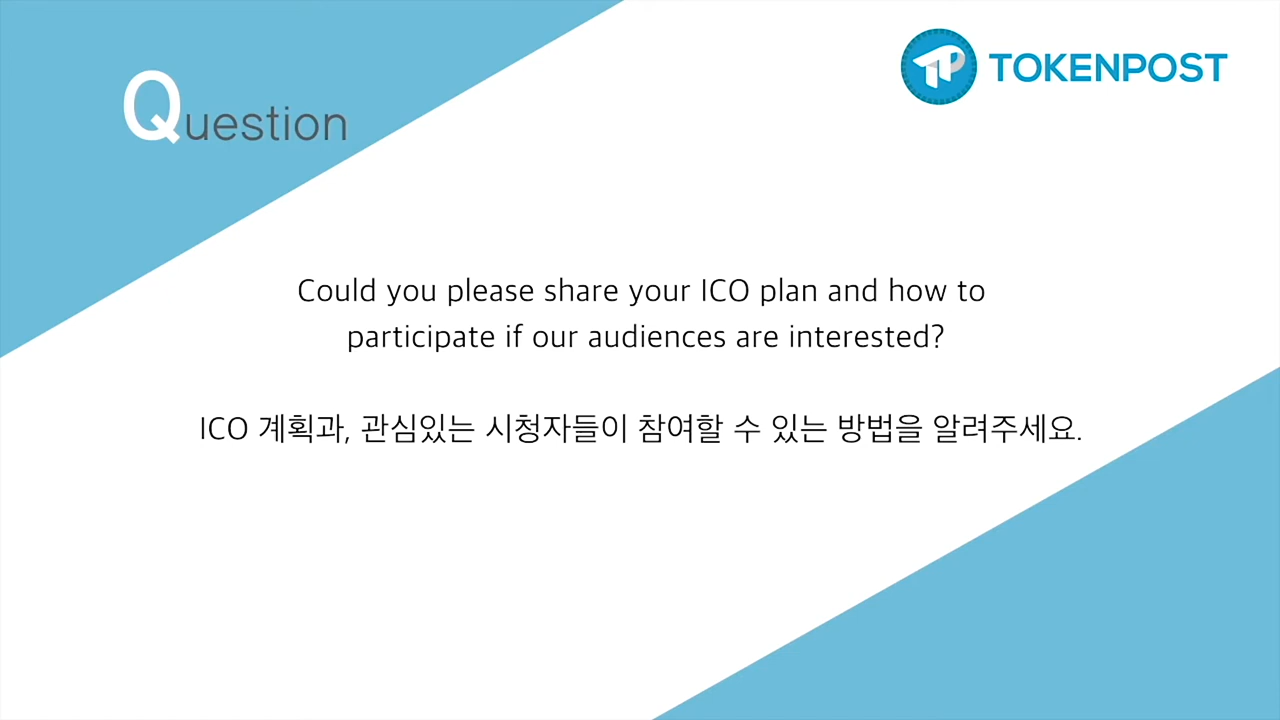 Question
TOKENPOST
Could you please share your ICO plan and how to
participate if our audiences are interested?
ICO 계획과, 관심있는 시청자들이 참여할 수 있는 방법을 알려주세요.